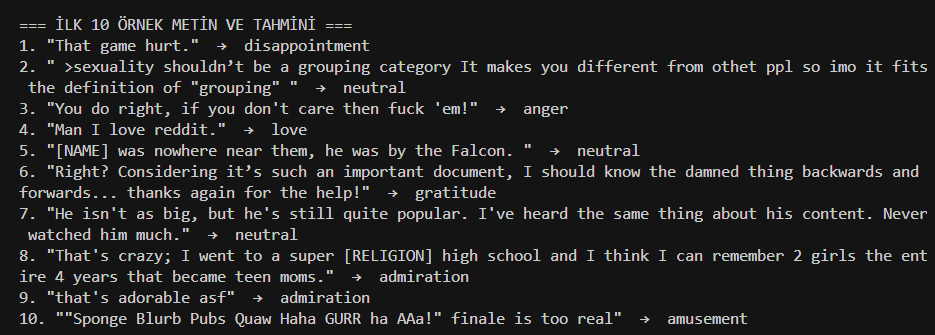 === İLK 10 ÖRNEK METİN VE TAHMİNİ ===
1. "That game hurt."  →  disappointment
2. " >sexuality shouldn’t be a grouping category It makes you different from othet ppl so imo it fits
the definition of "grouping" "  →  neutral
3. "You do right, if you don't care then fuck 'em!"  →  anger
4. "Man I love reddit."  →  love
5. "[NAME] was nowhere near them, he was by the Falcon. "  →  neutral
6. "Right? Considering it’s such an important document, I should know the damned thing backwards and
forwards... thanks again for the help!"  →  gratitude
7. "He isn't as big, but he's still quite popular. I've heard the same thing about his content. Never
watched him much."  →  neutral
8. "That's crazy; I went to a super [RELIGION] high school and I think I can remember 2 girls the ent
ire 4 years that became teen moms."  →  admiration
9. "that's adorable asf"  →  admiration
10. ""Sponge Blurb Pubs Quaw Haha GURR ha AAa!" finale is too real"  →  amusement